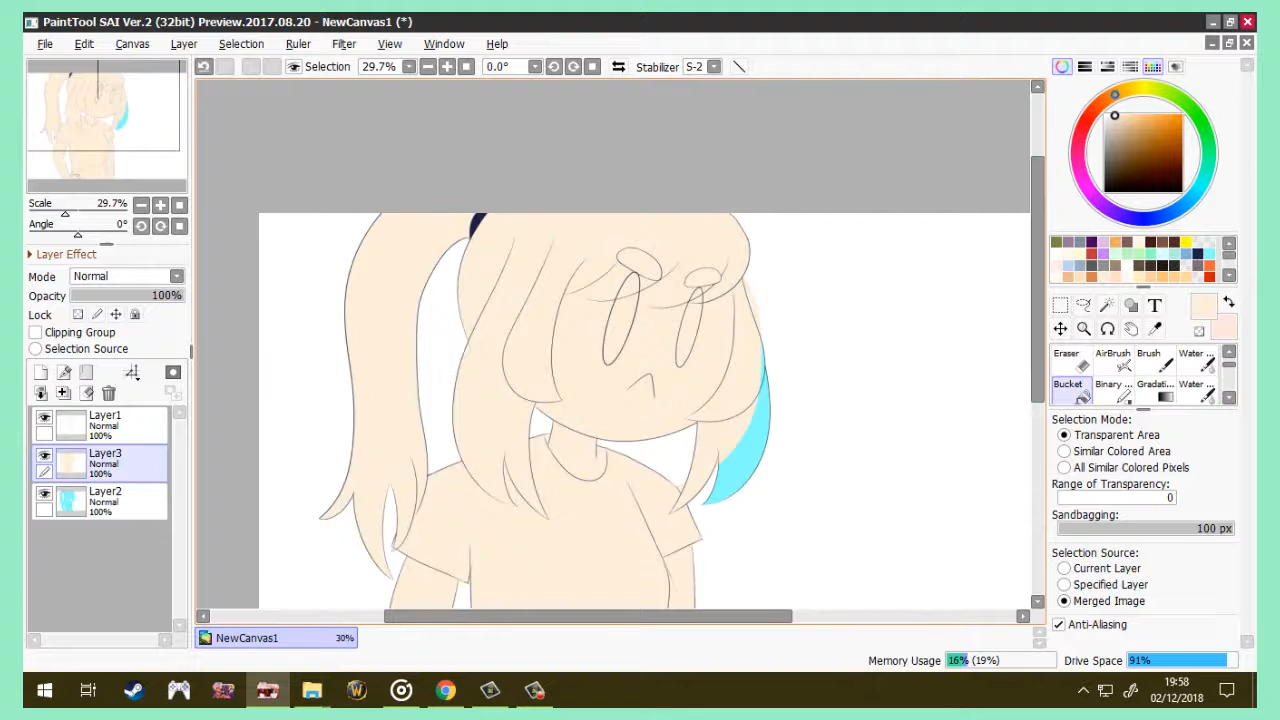 PaintTool SAI Ver.2 (32bit) Preview.2017.08.20 - NewCanvas1 (*)
File Edit Canvas Layer Selection Ruler Filter View Window Help
Selection 29.7% 0.0° Stabilizer S-2
Scale 29.7%
Angle 0°
Layer Effect
Mode Normal
Opacity 100%
Lock
Clipping Group
Selection Source
Layer1
Normal
100%
Layer3
Normal
100%
Layer2
Normal
100%
T
Eraser AirBrush Brush Water ...
Bucket Binary ... Gradati... Water ...
Selection Mode:
Transparent Area
Similar Colored Area
All Similar Colored Pixels
Range of Transparency:
0
Sandbagging:
100 px
Selection Source:
Current Layer
Specified Layer
Merged Image
Anti-Aliasing
NewCanvas1 30%
Memory Usage 16% (19%) Drive Space 91%
19:58
02/12/2018